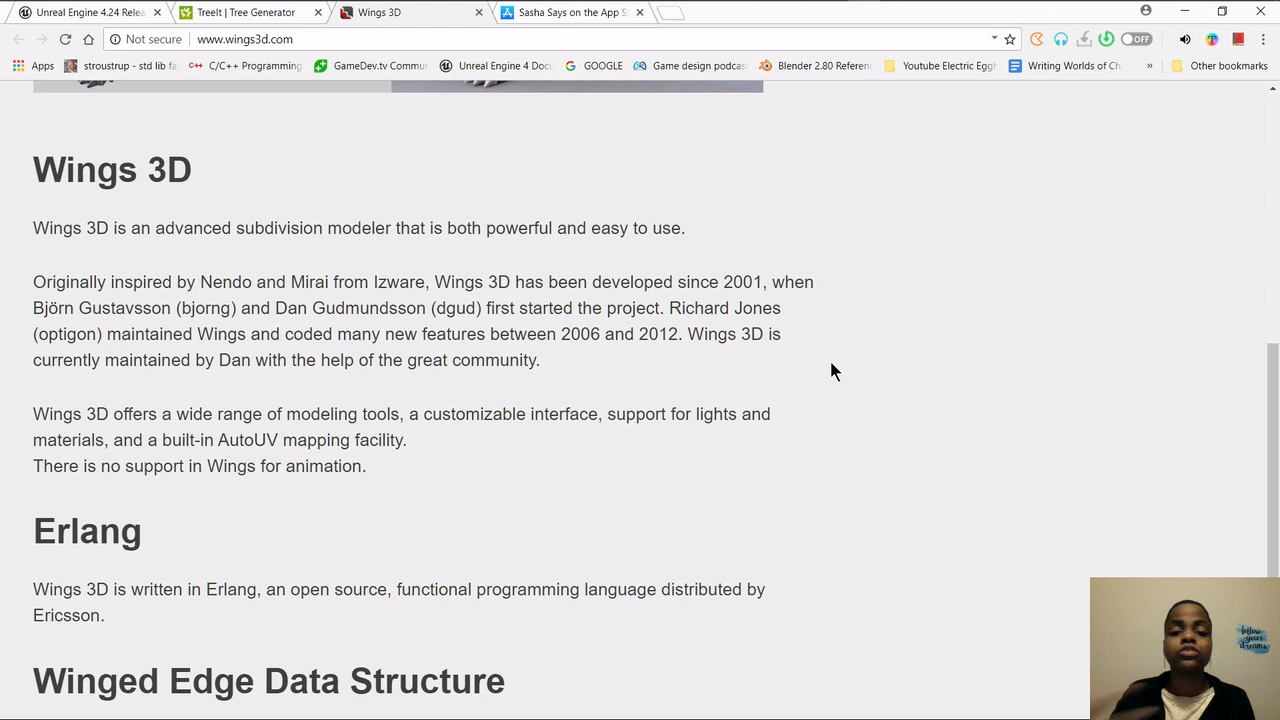 Unreal Engine 4.24 Relea
TreeIt | Tree Generator
Wings 3D
Sasha Says on the App S
Not secure
www.wings3d.com
Apps
stroustrup - std lib fa
C/C++ Programming
GameDev.tv Commu
Unreal Engine 4 Docu
GOOGLE
Game design podcast
Blender 2.80 Referen
Youtube Electric Eggh
Writing Worlds of Ch
»
Other bookmarks
OFF
Wings 3D
Wings 3D is an advanced subdivision modeler that is both powerful and easy to use.
Originally inspired by Nendo and Mirai from Izware, Wings 3D has been developed since 2001, when
Björn Gustavsson (bjorng) and Dan Gudmundsson (dgud) first started the project. Richard Jones
(optigon) maintained Wings and coded many new features between 2006 and 2012. Wings 3D is
currently maintained by Dan with the help of the great community.
Wings 3D offers a wide range of modeling tools, a customizable interface, support for lights and
materials, and a built-in AutoUV mapping facility.
There is no support in Wings for animation.
Erlang
Wings 3D is written in Erlang, an open source, functional programming language distributed by
Ericsson.
follow
your
dreams
Winged Edge Data Structure